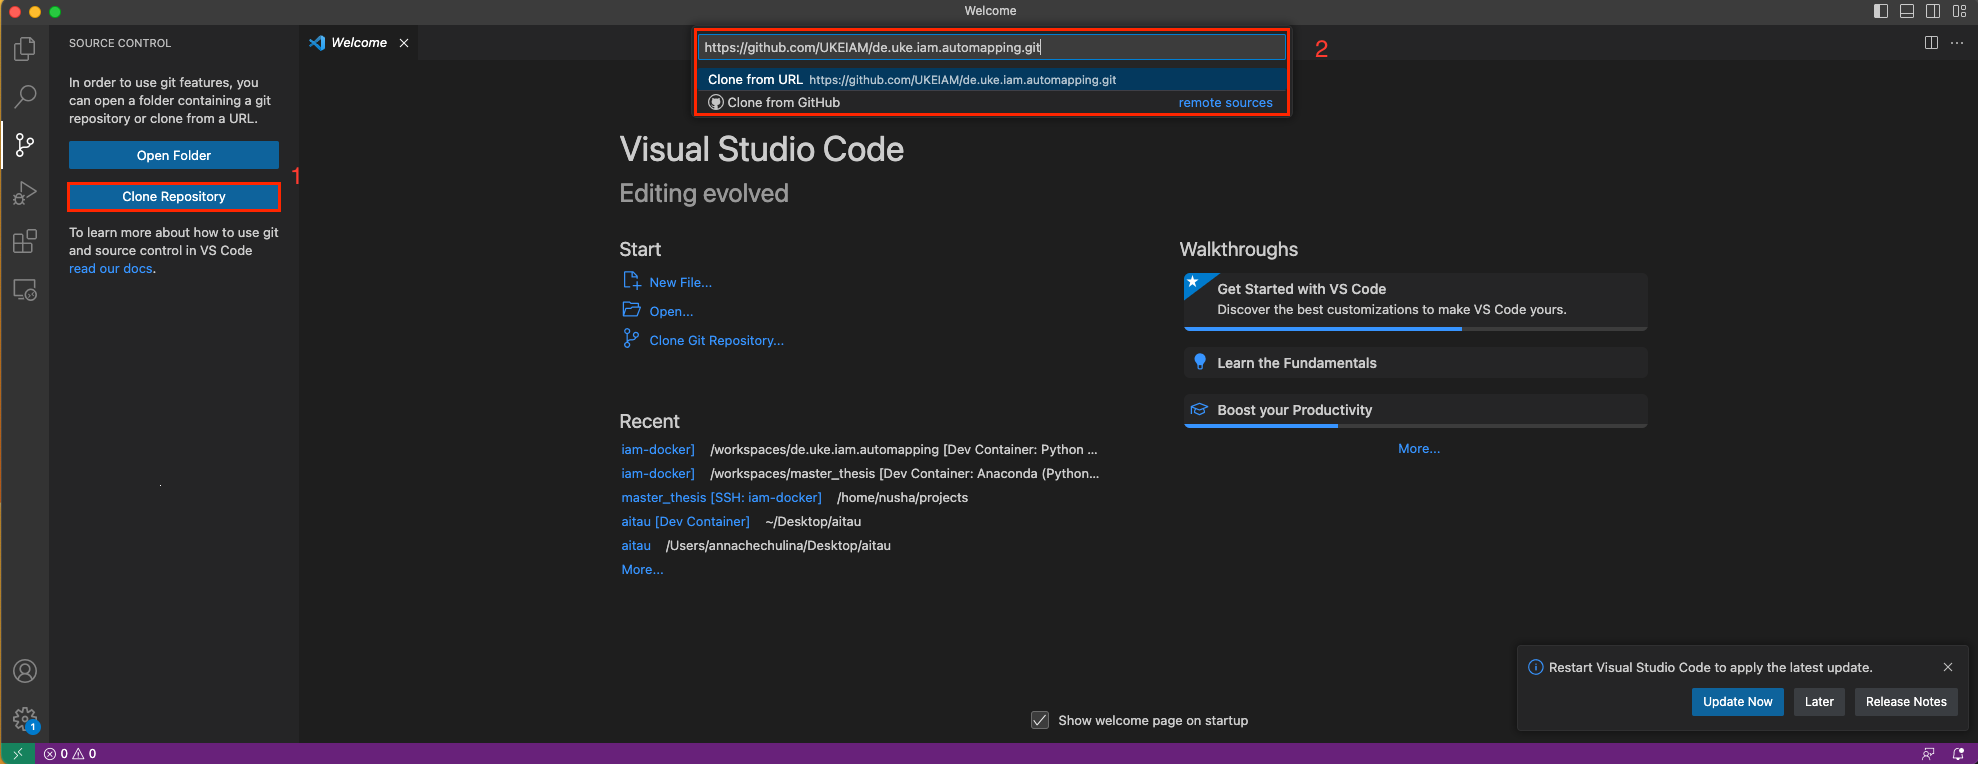 Welcome
SOURCE CONTROL
In order to use git features, you
can open a folder containing a git
repository or clone from a URL.
Open Folder
1
Clone Repository
To learn more about how to use git
and source control in VS Code
read our docs.
Welcome
https://github.com/UKEIAM/de.uke.iam.automapping.git
2
Clone from URL https://github.com/UKEIAM/de.uke.iam.automapping.git
Clone from GitHub remote sources
Visual Studio Code
Editing evolved
Start
New File...
Open...
Clone Git Repository...
Recent
iam-docker] /workspaces/de.uke.iam.automapping [Dev Container: Python ...
iam-docker] /workspaces/master_thesis [Dev Container: Anaconda (Python...
master_thesis [SSH: iam-docker] /home/nusha/projects
aitau [Dev Container] ~/Desktop/aitau
aitau /Users/annachechulina/Desktop/aitau
More...
Walkthroughs
Get Started with VS Code
Discover the best customizations to make VS Code yours.
Learn the Fundamentals
Boost your Productivity
More...
Restart Visual Studio Code to apply the latest update.
Update Now Later Release Notes
Show welcome page on startup
1
0 0